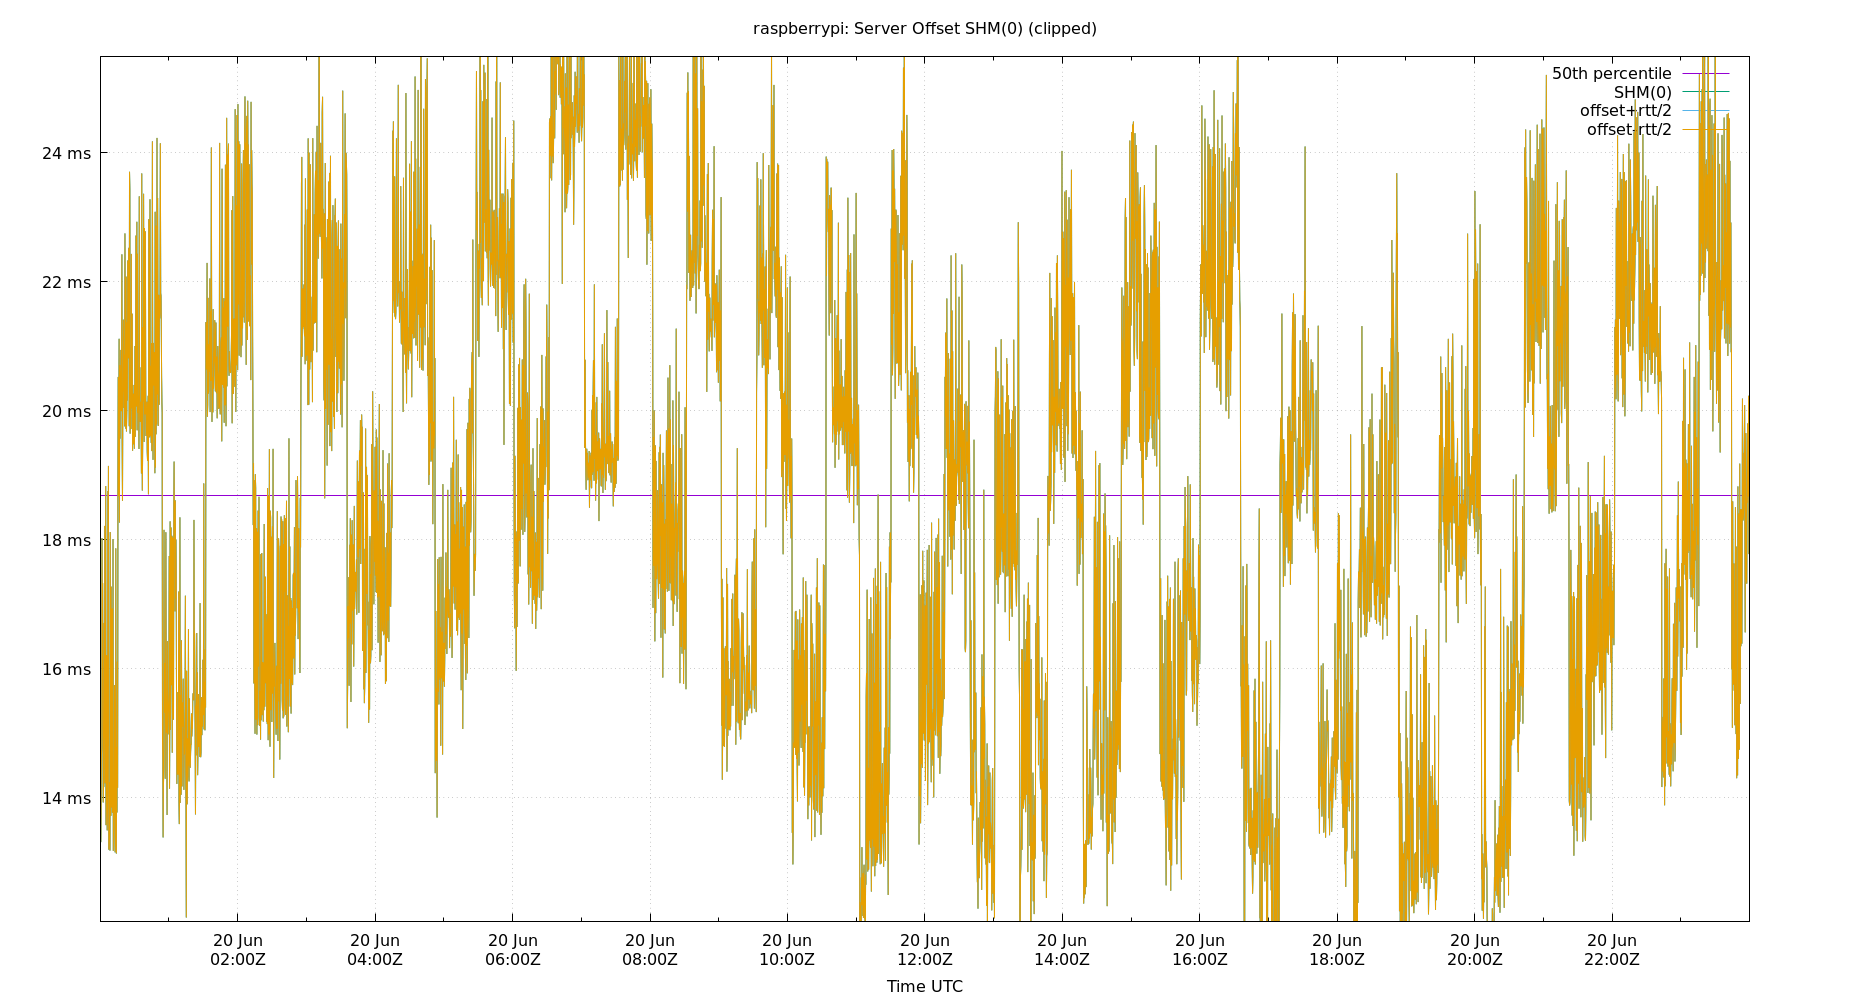 raspberrypi: Server Offset SHM(0) (clipped)
50th percentile
SHM(0)
offset+rtt/2
offset-rtt/2
24 ms
22 ms
20 ms
18 ms
16 ms
14 ms
20 Jun 20 Jun 20 Jun 20 Jun 20 Jun 20 Jun 20 Jun 20 Jun 20 Jun 20 Jun 20 Jun
02:00Z 04:00Z 06:00Z 08:00Z 10:00Z 12:00Z 14:00Z 16:00Z 18:00Z 20:00Z 22:00Z
Time UTC